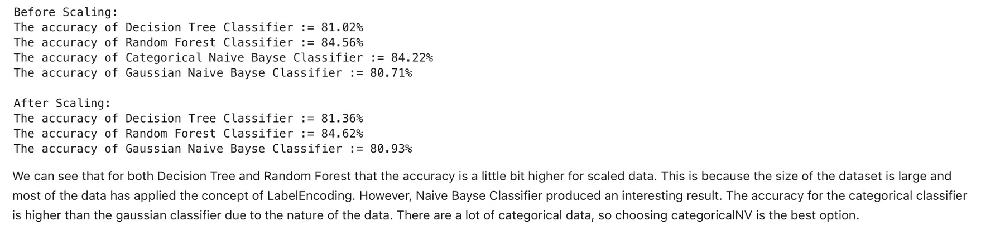 Before Scaling:
The accuracy of Decision Tree Classifier := 81.02%
The accuracy of Random Forest Classifier := 84.56%
The accuracy of Categorical Naive Bayse Classifier := 84.22%
The accuracy of Gaussian Naive Bayse Classifier := 80.71%
After Scaling:
The accuracy of Decision Tree Classifier := 81.36%
The accuracy of Random Forest Classifier := 84.62%
The accuracy of Gaussian Naive Bayse Classifier := 80.93%
We can see that for both Decision Tree and Random Forest that the accuracy is a little bit higher for scaled data. This is because the size of the dataset is large and
most of the data has applied the concept of LabelEncoding. However, Naive Bayse Classifier produced an interesting result. The accuracy for the categorical classifier
is higher than the gaussian classifier due to the nature of the data. There are a lot of categorical data, so choosing categoricalNV is the best option.